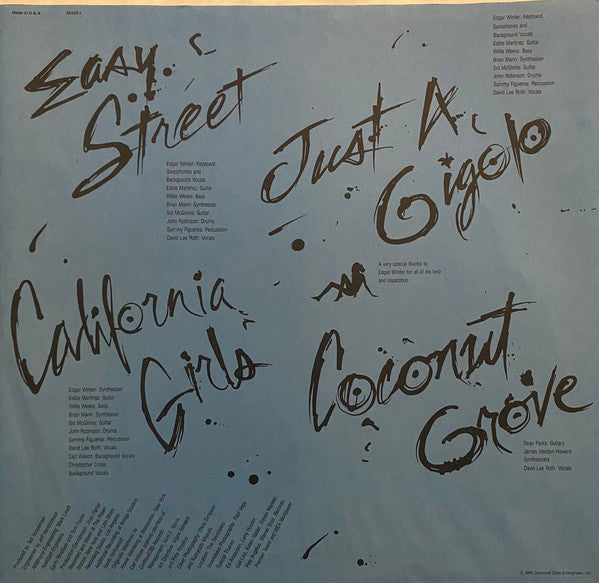 Made in U.S.A.
25222-1
Easy
Street
Edgar Winter: Keyboard
Saxophones and
Background Vocals
Eddie Martinez: Guitar
Willie Weeks: Bass
Brian Mann: Synthesizer
Sid McGinnis: Guitar
John Robinson: Drums
Sammy Figueroa: Percussion
David Lee Roth: Vocals
Edgar Winter: Keyboard
Saxophones and
Background Vocals
Eddie Martinez: Guitar
Willie Weeks: Bass
Brian Mann: Synthesizer
Sid McGinnis: Guitar
John Robinson: Drums
Sammy Figueroa: Percussion
David Lee Roth: Vocals
Just A
Gigolo
A very special thanks to
Edgar Winter for all of his help
and inspiration
California
Girls
Edgar Winter: Synthesizer
Eddie Martinez: Guitar
Willie Weeks: Bass
Brian Mann: Synthesizer
Sid McGinnis: Guitar
John Robinson: Drums
Sammy Figueroa: Percussion
David Lee Roth: Vocals
Carl Wilson: Background Vocals
Christopher Cross
Background Vocals
Coconut
Grove
Dean Parks: Guitars
James Newton Howard
Synthesizers
David Lee Roth: Vocals
Produced by Ted Templeman
© 1985 Diamond Dave Enterprises, Inc.